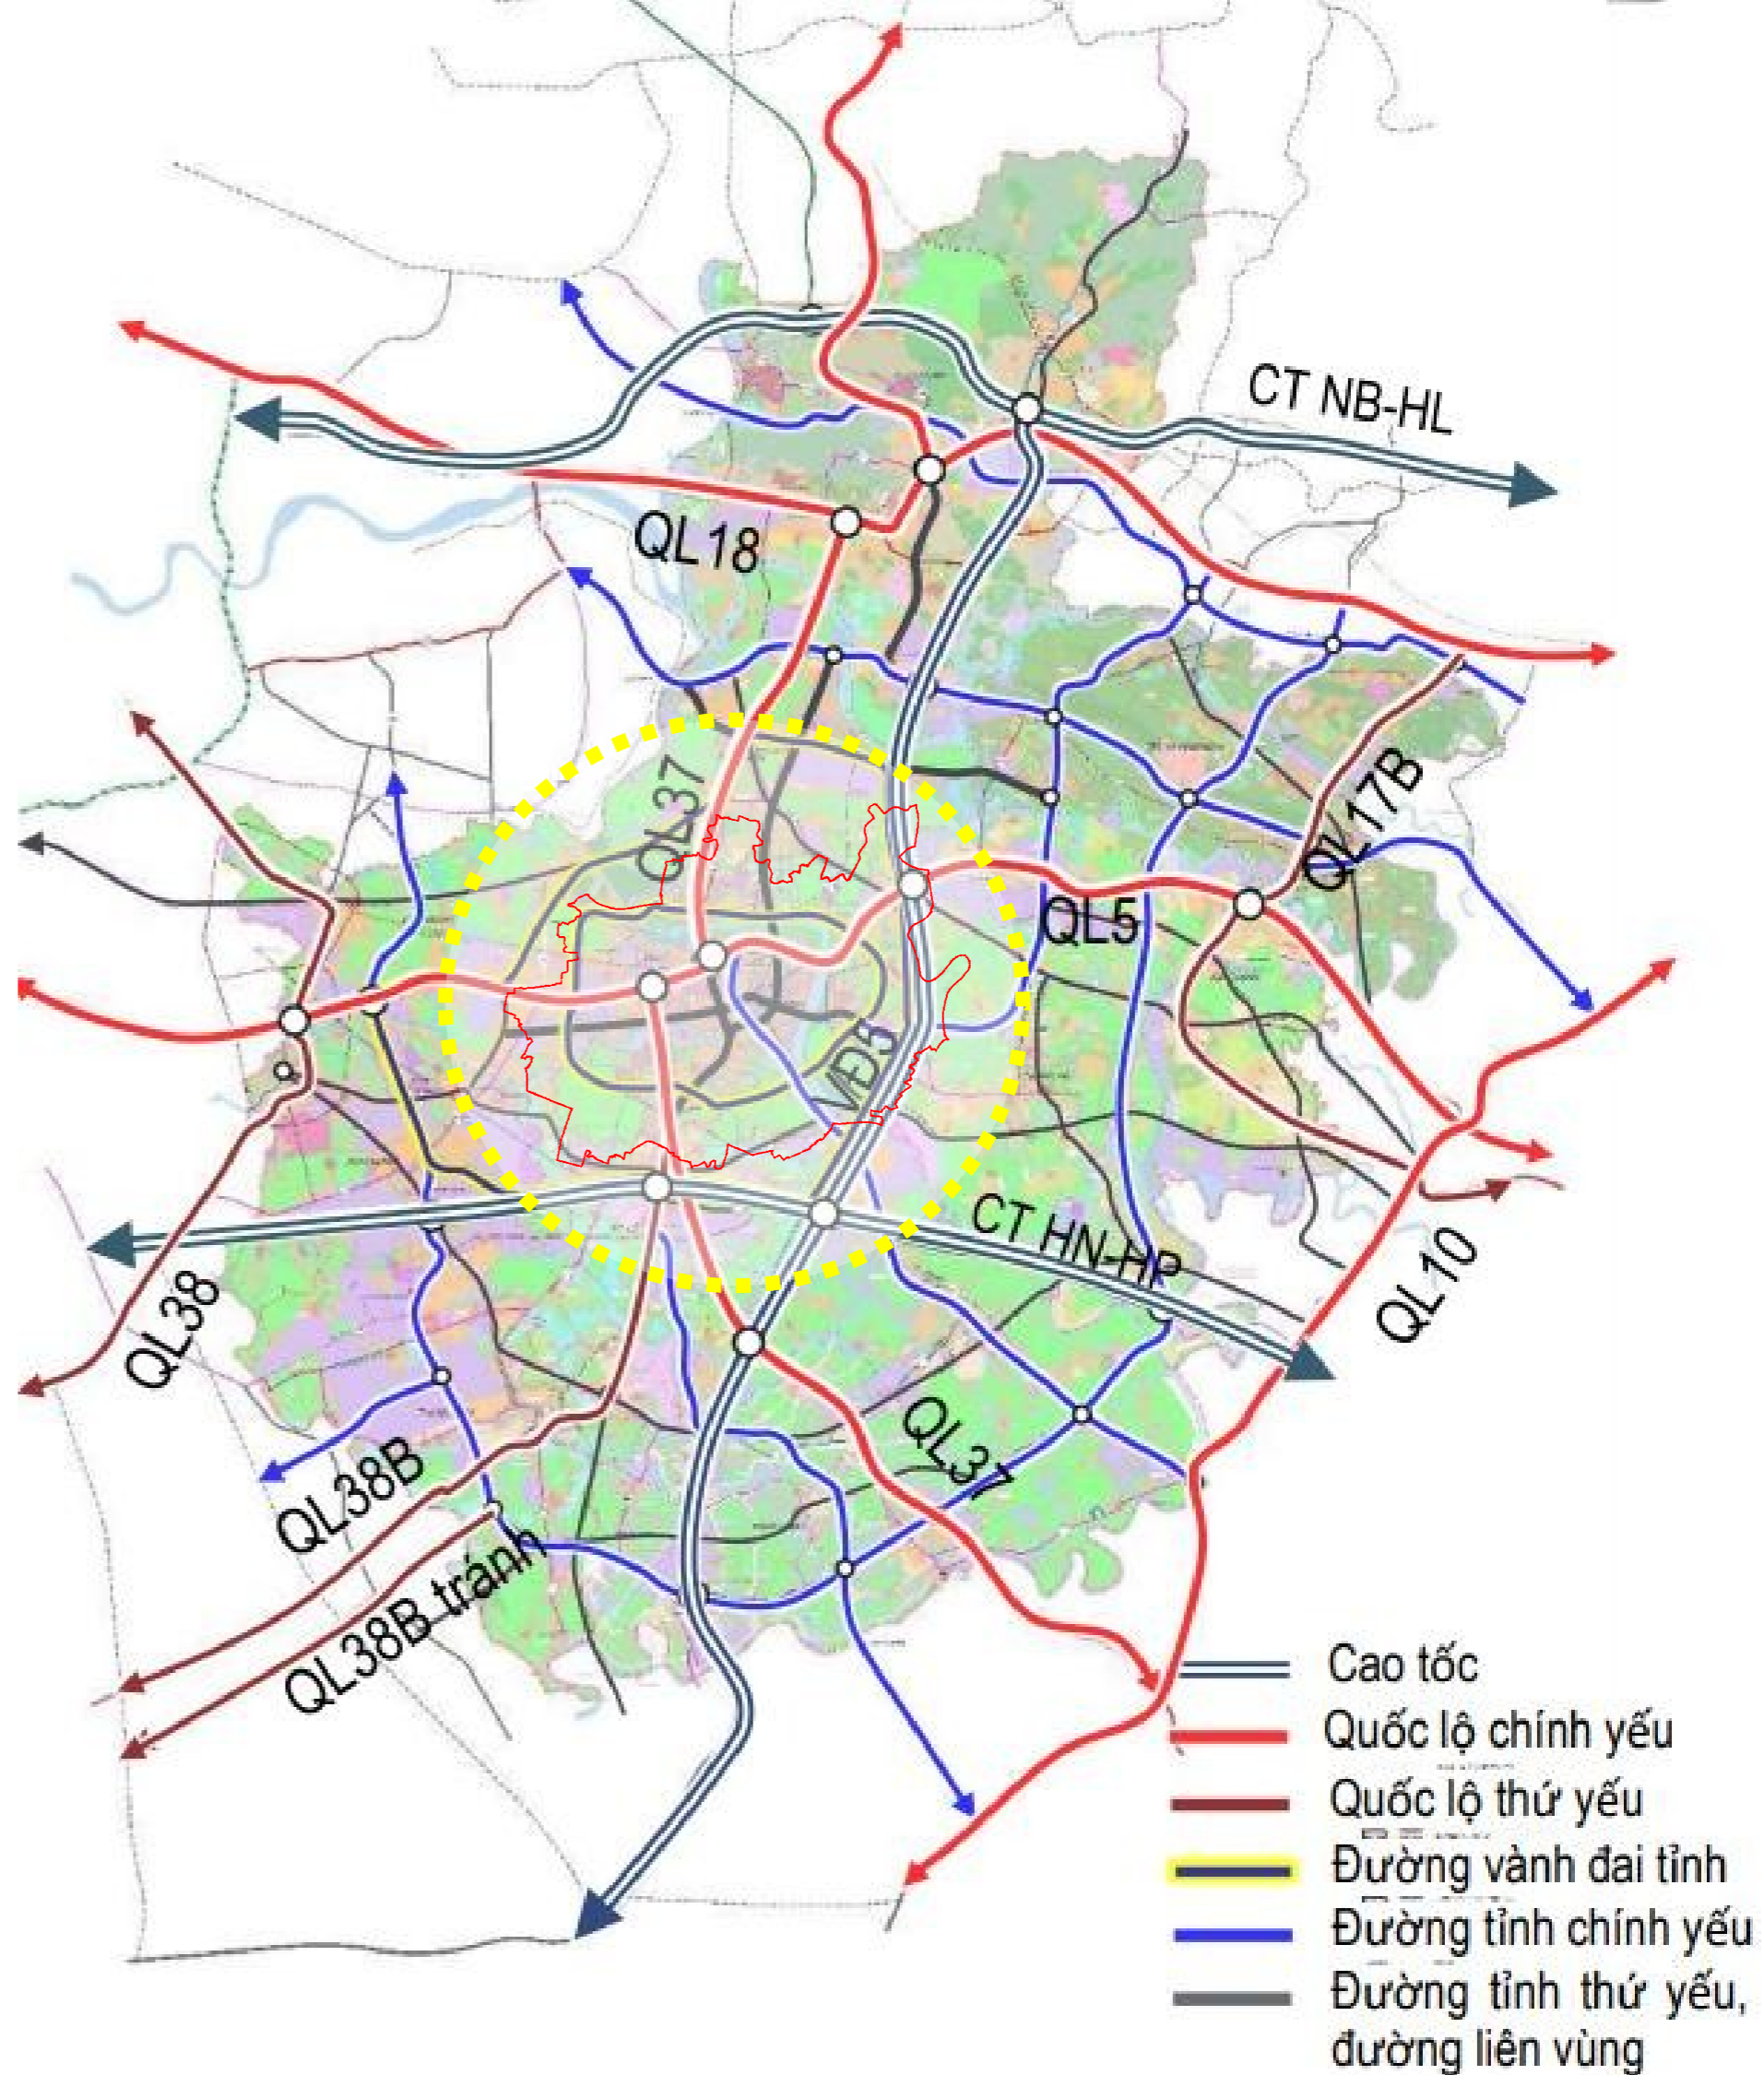 CT NB-HL
QL18
QL37
QL17B
QL5
VĐ5
CT HN-HP
QL10
QL38
QL37
QL38B
QL38B tránh
Cao tốc
Quốc lộ chính yếu
Quốc lộ thứ yếu
Đường vành đai tỉnh
Đường tỉnh chính yếu
Đường tỉnh thứ yếu,
đường liên vùng